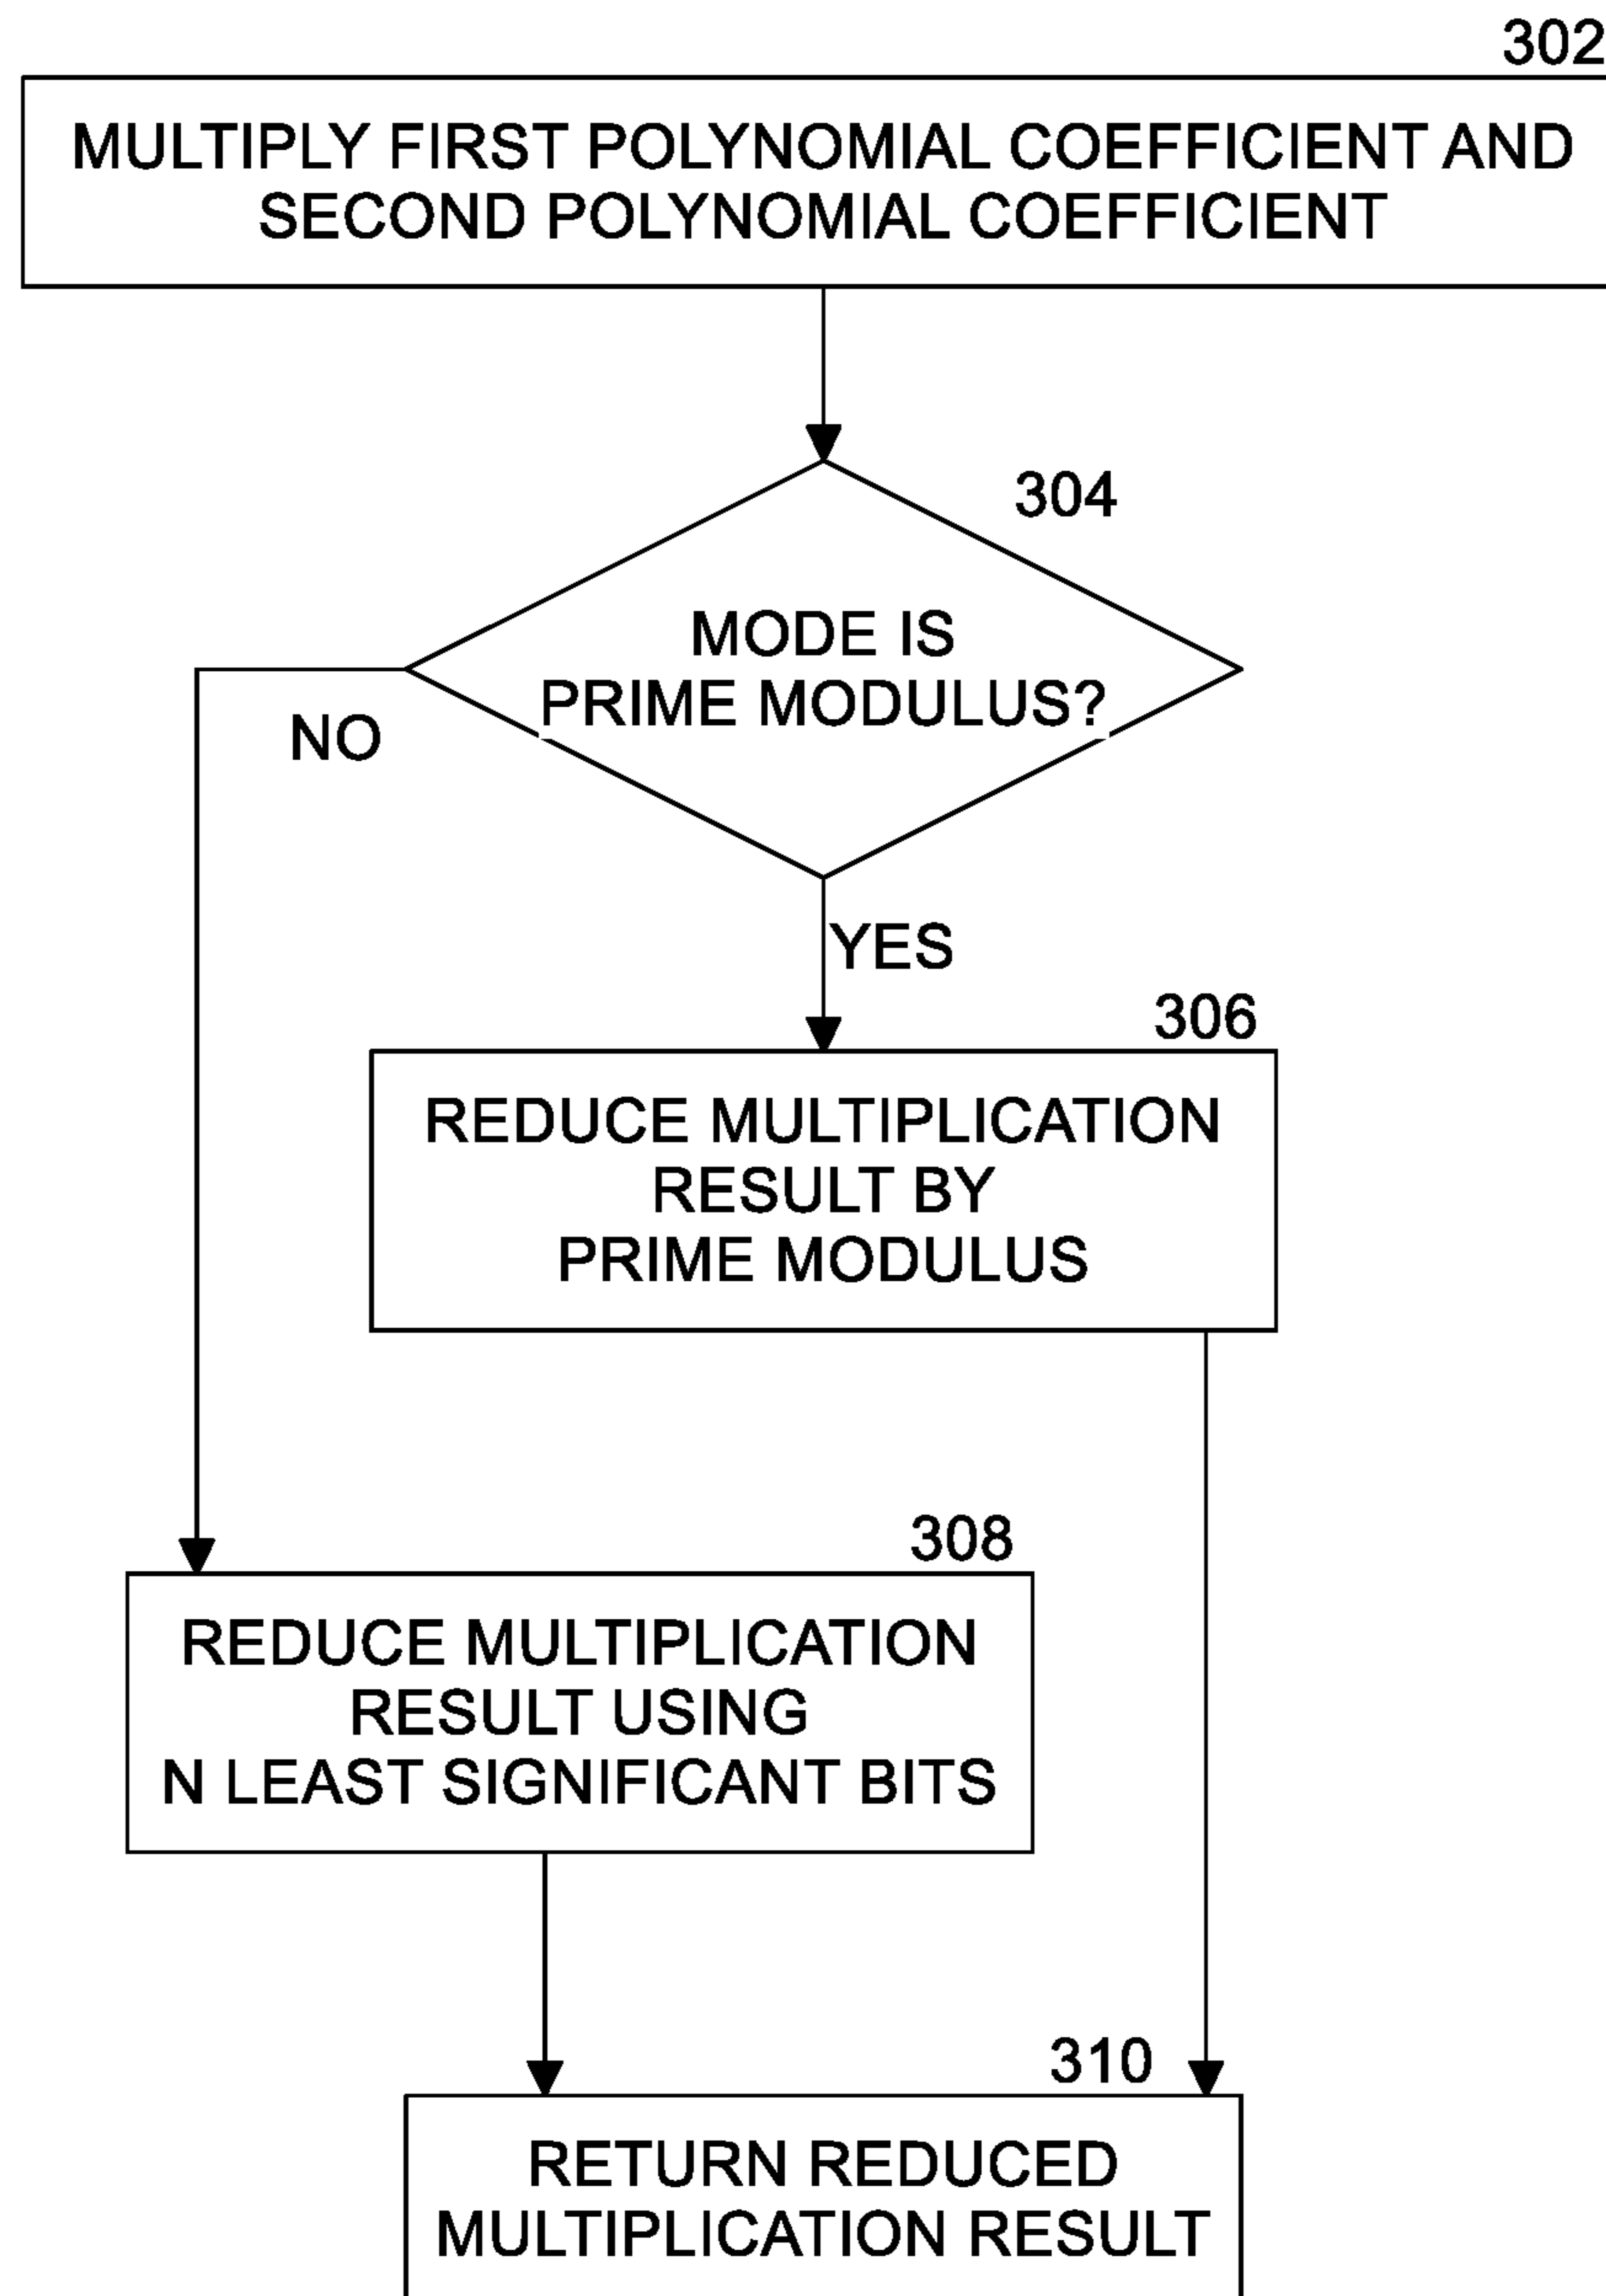 302
MULTIPLY FIRST POLYNOMIAL COEFFICIENT AND
SECOND POLYNOMIAL COEFFICIENT
304
MODE IS
PRIME MODULUS?
NO
YES
306
REDUCE MULTIPLICATION
RESULT BY
PRIME MODULUS
308
REDUCE MULTIPLICATION
RESULT USING
N LEAST SIGNIFICANT BITS
310
RETURN REDUCED
MULTIPLICATION RESULT